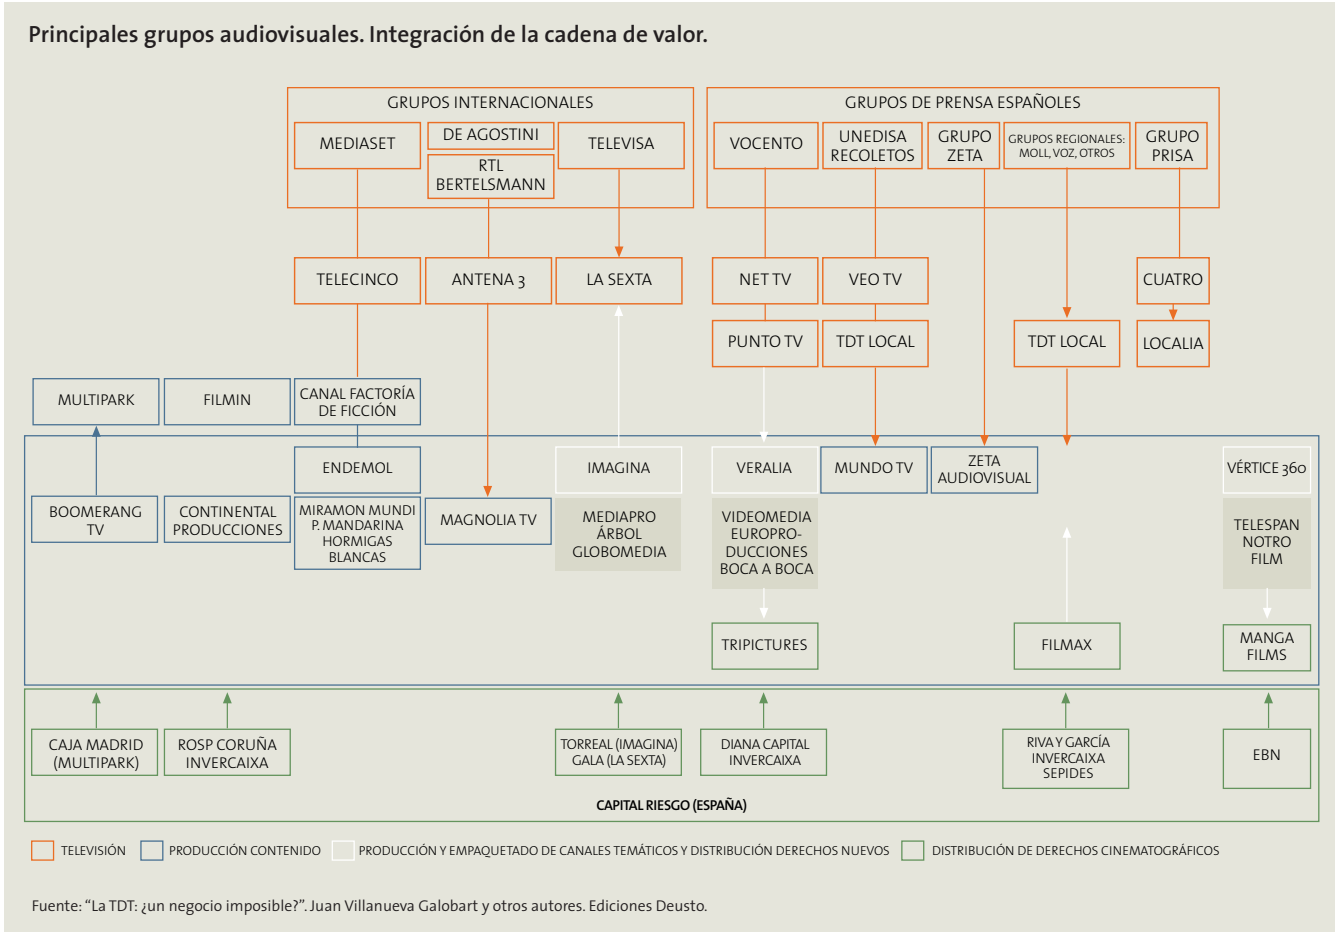 Principales grupos audiovisuales. Integración de la cadena de valor.
GRUPOS INTERNACIONALES
MEDIASET
DE AGOSTINI
RTL
BERTELSMANN
TELEVISA
GRUPOS DE PRENSA ESPAÑOLES
VOCENTO
UNEDISA
RECOLETOS
GRUPO
ZETA
GRUPOS REGIONALES:
MOLL, VOZ, OTROS
GRUPO
PRISA
TELECINCO
ANTENA 3
LA SEXTA
NET TV
VEO TV
CUATRO
PUNTO TV
TDT LOCAL
TDT LOCAL
LOCALIA
MULTIPARK
FILMIN
CANAL FACTORÍA
DE FICCIÓN
ENDEMOL
IMAGINA
VERALIA
MUNDO TV
ZETA
AUDIOVISUAL
VÉRTICE 360
BOOMERANG
TV
CONTINENTAL
PRODUCCIONES
MIRAMON MUNDI
P. MANDARINA
HORMIGAS
BLANCAS
MAGNOLIA TV
MEDIAPRO
ÁRBOL
GLOBOMEDIA
VIDEOMEDIA
EUROPRO-
DUCCIONES
BOCA A BOCA
TELESPAN
NOTRO
FILM
TRIPICTURES
FILMAX
MANGA
FILMS
CAJA MADRID
(MULTIPARK)
ROSP CORUÑA
INVERCAIXA
TORREAL (IMAGINA)
GALA (LA SEXTA)
DIANA CAPITAL
INVERCAIXA
RIVA Y GARCÍA
INVERCAIXA
SEPIDES
EBN
CAPITAL RIESGO (ESPAÑA)
TELEVISIÓN
PRODUCCIÓN CONTENIDO
PRODUCCIÓN Y EMPAQUETADO DE CANALES TEMÁTICOS Y DISTRIBUCIÓN DERECHOS NUEVOS
DISTRIBUCIÓN DE DERECHOS CINEMATOGRÁFICOS
Fuente: “La TDT: ¿un negocio imposible?”. Juan Villanueva Galobart y otros autores. Ediciones Deusto.